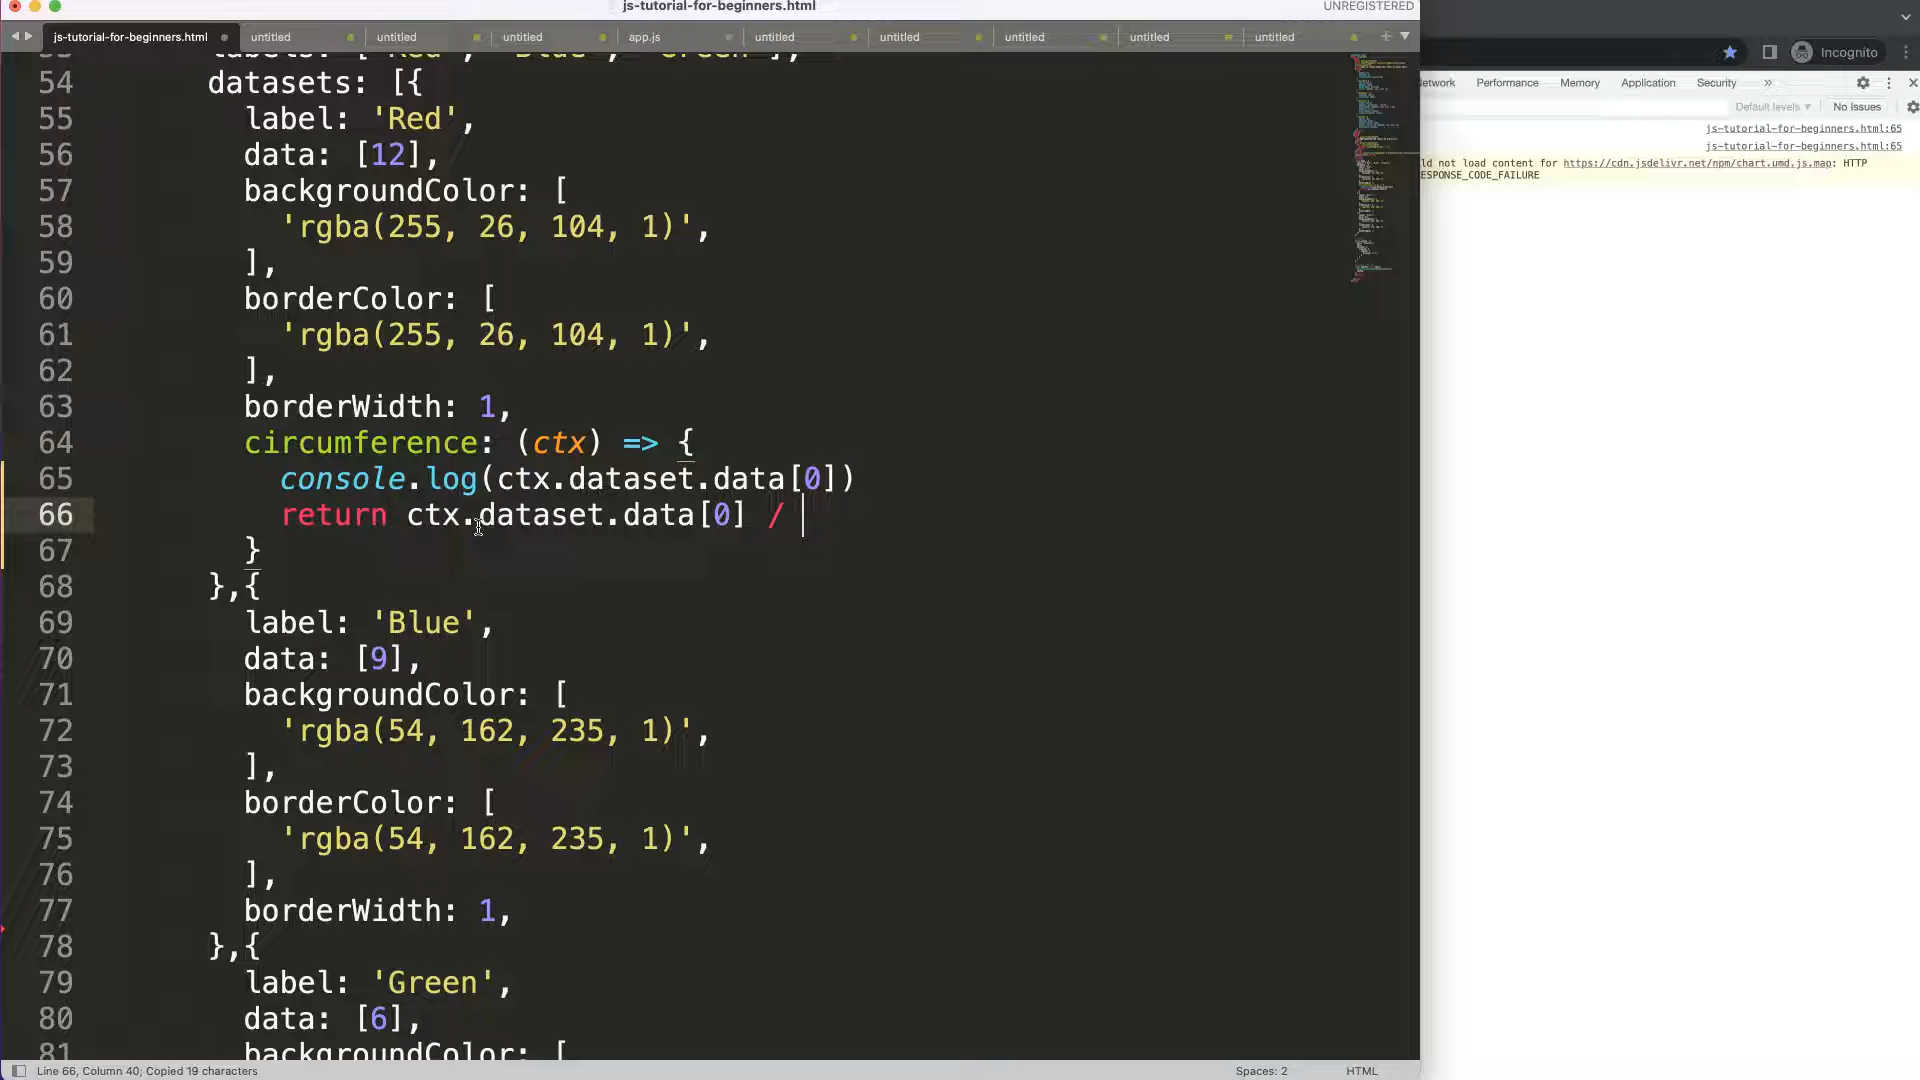 js-tutorial-for-beginners.html
UNREGISTERED
js-tutorial-for-beginners.html untitled untitled untitled app.js untitled untitled untitled untitled untitled
Incognito
etwork Performance Memory Application Security »
Default levels ▼ No Issues
js-tutorial-for-beginners.html:65
js-tutorial-for-beginners.html:65
ld not load content for https://cdn.jsdelivr.net/npm/chart.umd.js.map: HTTP
ESPONSE_CODE_FAILURE
54 datasets: [{
55 label: 'Red',
56 data: [12],
57 backgroundColor: [
58 'rgba(255, 26, 104, 1)',
59 ],
60 borderColor: [
61 'rgba(255, 26, 104, 1)',
62 ],
63 borderWidth: 1,
64 circumference: (ctx) => {
65 console.log(ctx.dataset.data[0])
66 return ctx.dataset.data[0] /
67 }
68 },{
69 label: 'Blue',
70 data: [9],
71 backgroundColor: [
72 'rgba(54, 162, 235, 1)',
73 ],
74 borderColor: [
75 'rgba(54, 162, 235, 1)',
76 ],
77 borderWidth: 1,
78 },{
79 label: 'Green',
80 data: [6],
81 backgroundColor: [
Line 66, Column 40; Copied 19 characters
Spaces: 2
HTML